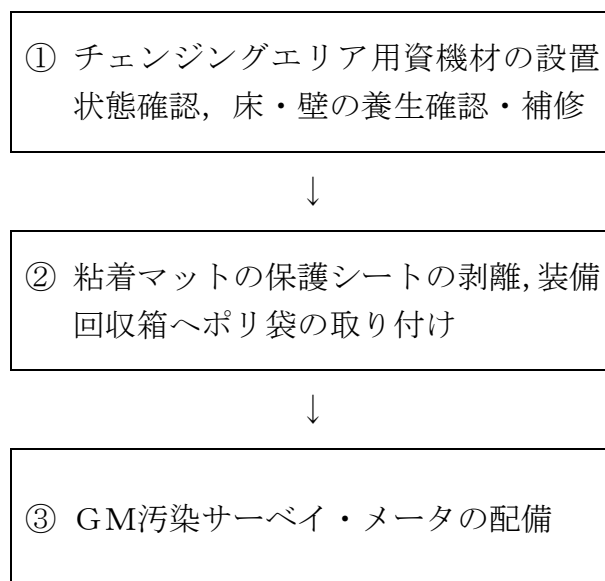 ① チェンジングエリア用資機材の設置
状態確認，床・壁の養生確認・補修
↓
② 粘着マットの保護シートの剥離，装備
回収箱へポリ袋の取り付け
↓
③ ＧＭ汚染サーベイ・メータの配備